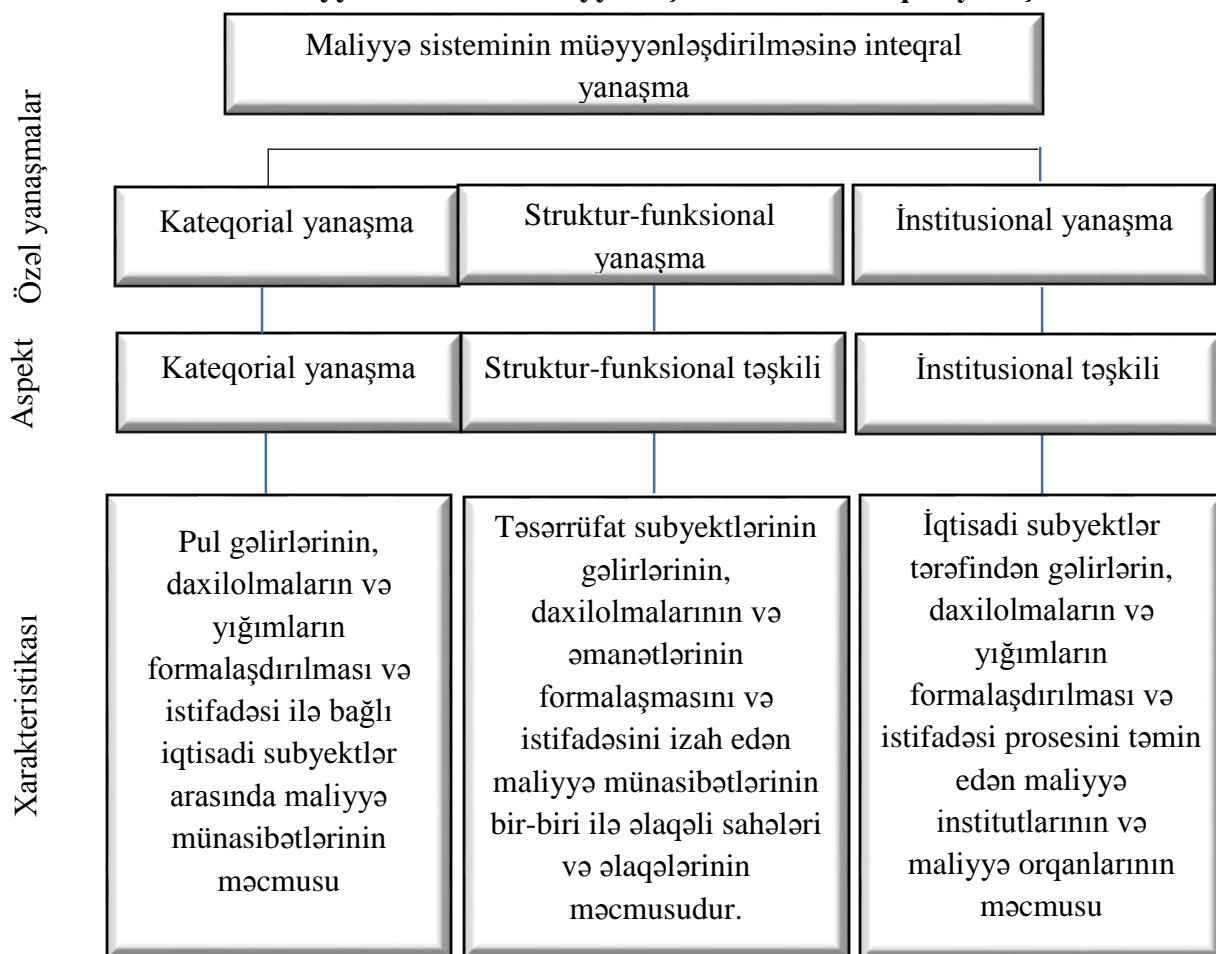 Maliyyə sisteminin müəyyənləşdirilməsinə inteqral
yanaşma
Özəl yanaşmalar
Kateqorial yanaşma
Struktur-funksional
yanaşma
İnstitusional yanaşma
Aspekt
Kateqorial yanaşma
Struktur-funksional təşkili
İnstitusional təşkili
Xarakteristikası
Pul gəlirlərinin,
daxilolmaların və
yığımların
formalaşdırılması və
istifadəsi ilə bağlı
iqtisadi subyektlər
arasında maliyyə
münasibətlərinin
məcmusu
Təsərrüfat subyektlərinin
gəlirlərinin,
daxilolmalarının və
əmanətlərinin
formalaşmasını və
istifadəsini izah edən
maliyyə münasibətlərinin
bir-biri ilə əlaqəli sahələri
və əlaqələrinin
məcmusudur.
İqtisadi subyektlər
tərəfindən gəlirlərin,
daxilolmaların və
yığımların
formalaşdırılması və
istifadəsi prosesini təmin
edən maliyyə
institutlarının və
maliyyə orqanlarının
məcmusu